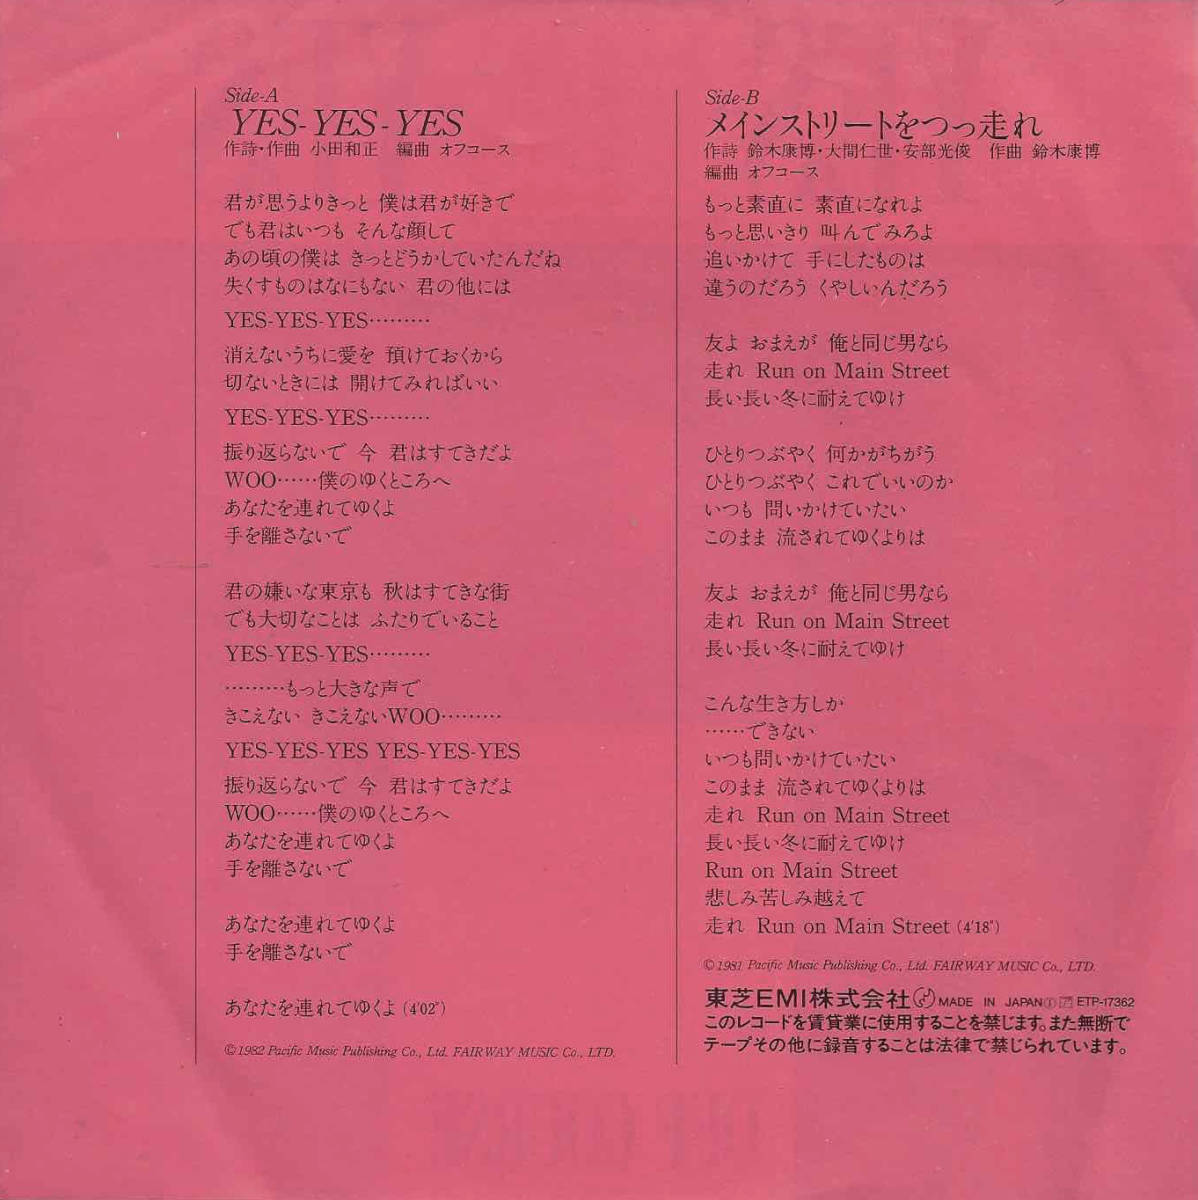 Side-A
YES-YES-YES
作詩・作曲 小田和正 編曲 オフコース
君が思うよりきっと 僕は君が好きで
でも君はいつも そんな顔して
あの頃の僕は きっとどうかしていたんだね
失くすものはなにもない 君の他には
YES-YES-YES………
消えないうちに愛を 預けておくから
切ないときには 開けてみればいい
YES-YES-YES………
振り返らないで 今 君はすてきだよ
WOO……僕のゆくところへ
あなたを連れてゆくよ
手を離さないで
君の嫌いな東京も 秋はすてきな街
でも大切なことは ふたりでいること
YES-YES-YES………
………もっと大きな声で
きこえない きこえないWOO………
YES-YES-YES YES-YES-YES
振り返らないで 今 君はすてきだよ
WOO……僕のゆくところへ
あなたを連れてゆくよ
手を離さないで
あなたを連れてゆくよ
手を離さないで
あなたを連れてゆくよ (4'02")
©1982 Pacific Music Publishing Co., Ltd. FAIRWAY MUSIC Co., LTD.
Side-B
メインストリートをつっ走れ
作詩 鈴木康博・大間仁世・安部光俊 作曲 鈴木康博
編曲 オフコース
もっと素直に 素直になれよ
もっと思いきり 叫んでみろよ
追いかけて 手にしたものは
違うのだろう くやしいんだろう
友よ おまえが 俺と同じ男なら
走れ Run on Main Street
長い長い冬に耐えてゆけ
ひとりつぶやく 何かがちがう
ひとりつぶやく これでいいのか
いつも 問いかけていたい
このまま 流されてゆくよりは
友よ おまえが 俺と同じ男なら
走れ Run on Main Street
長い長い冬に耐えてゆけ
こんな生き方しか
……できない
いつも問いかけていたい
このまま 流されてゆくよりは
走れ Run on Main Street
長い長い冬に耐えてゆけ
Run on Main Street
悲しみ苦しみ越えて
走れ Run on Main Street (4'18")
©1981 Pacific Music Publishing Co., Ltd. FAIRWAY MUSIC Co., LTD.
東芝EMI株式会社 MADE IN JAPAN ETP-17362
このレコードを賃貸業に使用することを禁じます。また無断で
テープその他に録音することは法律で禁じられています。